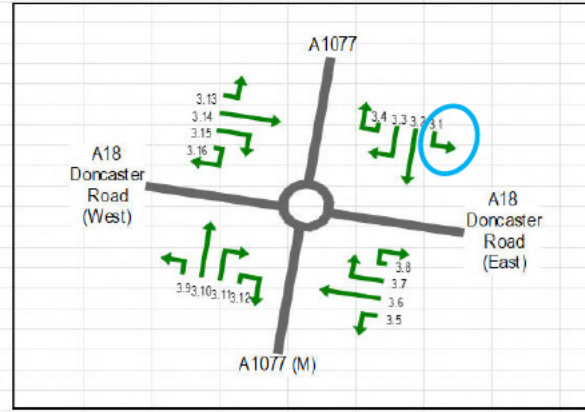 A1077
3.13
3.14
3.15
3.16
3.4 3.3 3.2 3.1
A18
Doncaster
Road
(West)
A18
Doncaster
Road
(East)
3.9 3.10 3.11 3.12
3.8
3.7
3.6
3.5
A1077 (M)